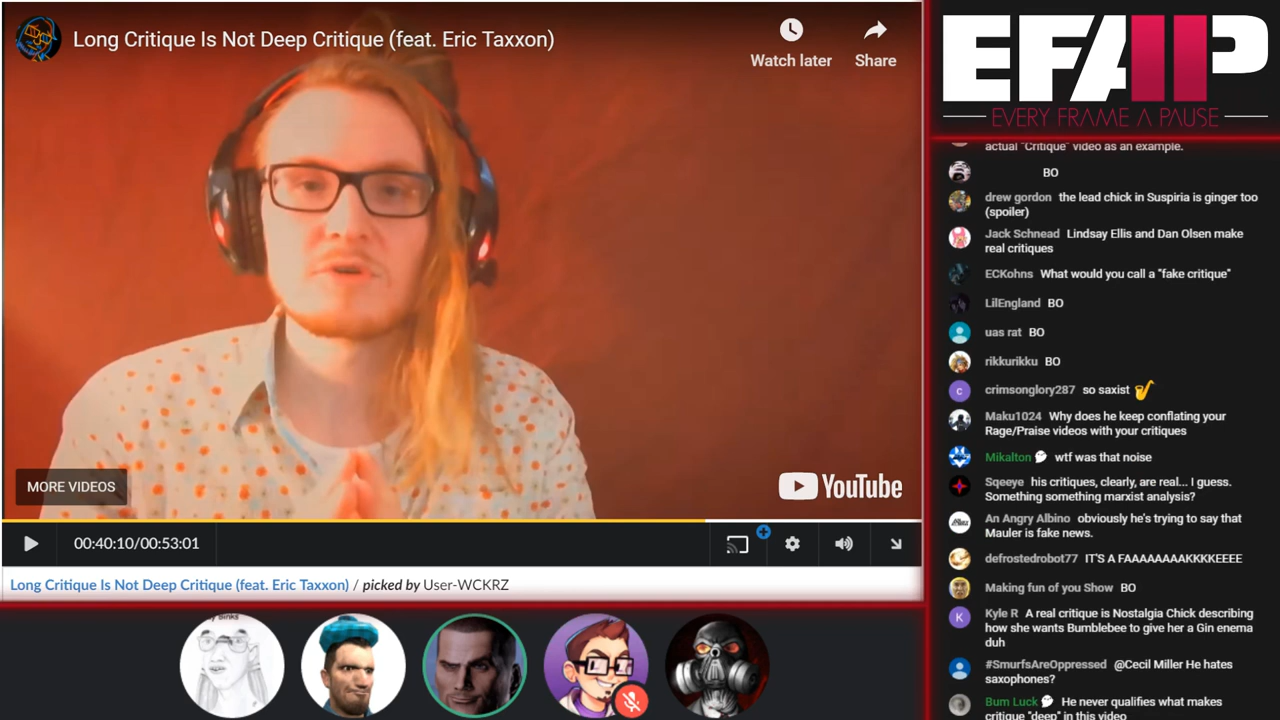 Long Critique Is Not Deep Critique (feat. Eric Taxxon)
Watch later
Share
MORE VIDEOS
YouTube
00:40:10/00:53:01
Long Critique Is Not Deep Critique (feat. Eric Taxxon) / picked by User-WCKRZ
EFAP
EVERY FRAME A PAUSE
actual "Critique" video as an example.
BO
drew gordon the lead chick in Suspiria is ginger too
(spoiler)
Jack Schnead Lindsay Ellis and Dan Olsen make
real critiques
ECKohns What would you call a "fake critique"
LilEngland BO
uas rat BO
rikkurikku BO
crimsonglory287 so saxist 🎷
Maku1024 Why does he keep conflating your
Rage/Praise videos with your critiques
Mikalton wtf was that noise
Sqeeye his critiques, clearly, are real... I guess.
Something something marxist analysis?
An Angry Albino obviously he's trying to say that
Mauler is fake news.
defrostedrobot77 IT'S A FAAAAAAAKKKKEEEE
Making fun of you Show BO
Kyle R A real critique is Nostalgia Chick describing
how she wants Bumblebee to give her a Gin enema
duh
#SmurfsAreOppressed @Cecil Miller He hates
saxophones?
Bum Luck He never qualifies what makes
critique "deep" in this video